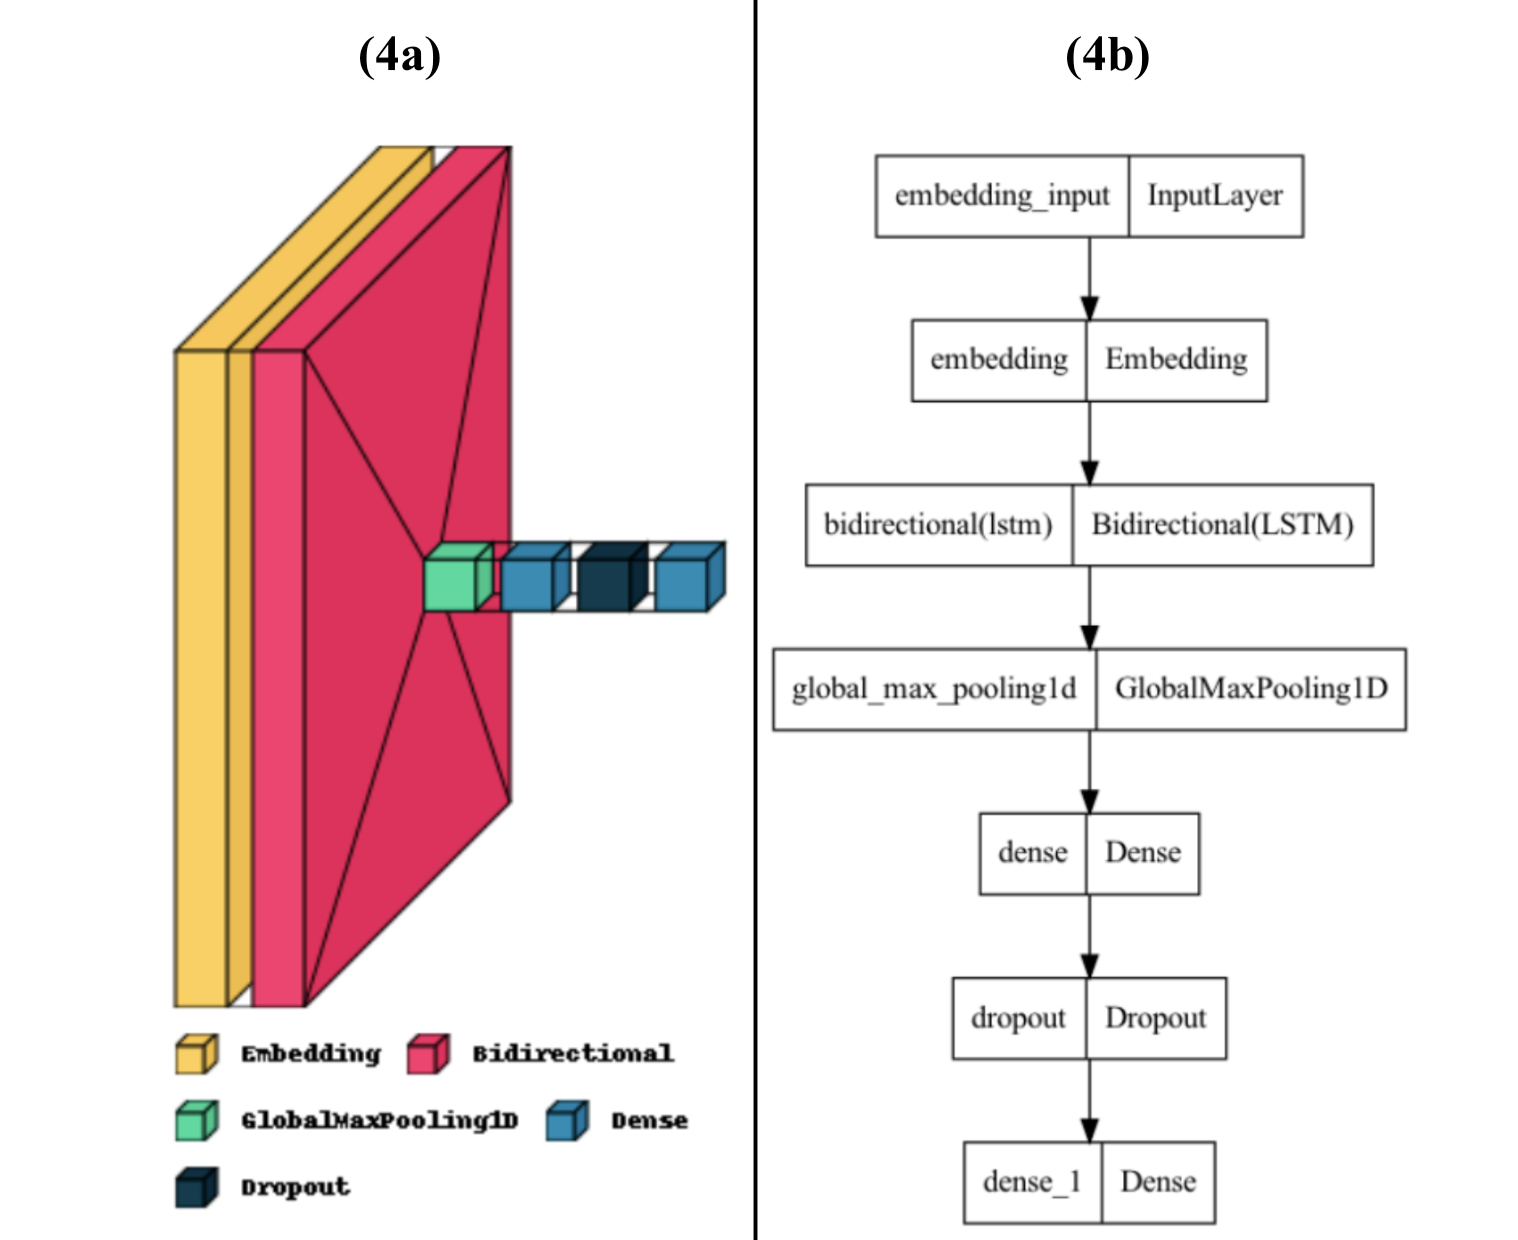 (4a)
Embedding Bidirectional
GlobalMaxPooling1D Dense
Dropout
(4b)
embedding_input InputLayer
embedding Embedding
bidirectional(lstm) Bidirectional(LSTM)
global_max_pooling1d GlobalMaxPooling1D
dense Dense
dropout Dropout
dense_1 Dense